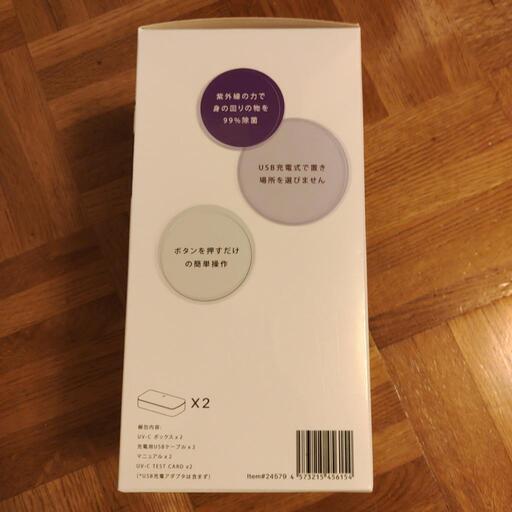 紫外線の力で
身の回りの物を
99%除菌
USB充電式で置き
場所を選びません
ボタンを押すだけ
の簡単操作
X2
梱包内容:
UV-C ボックス x 2
充電用USBケーブル x 2
マニュアル x 2
UV-C TEST CARD x2
(*USB充電アダプタは含まず)
Item#24579
4 573215 456154